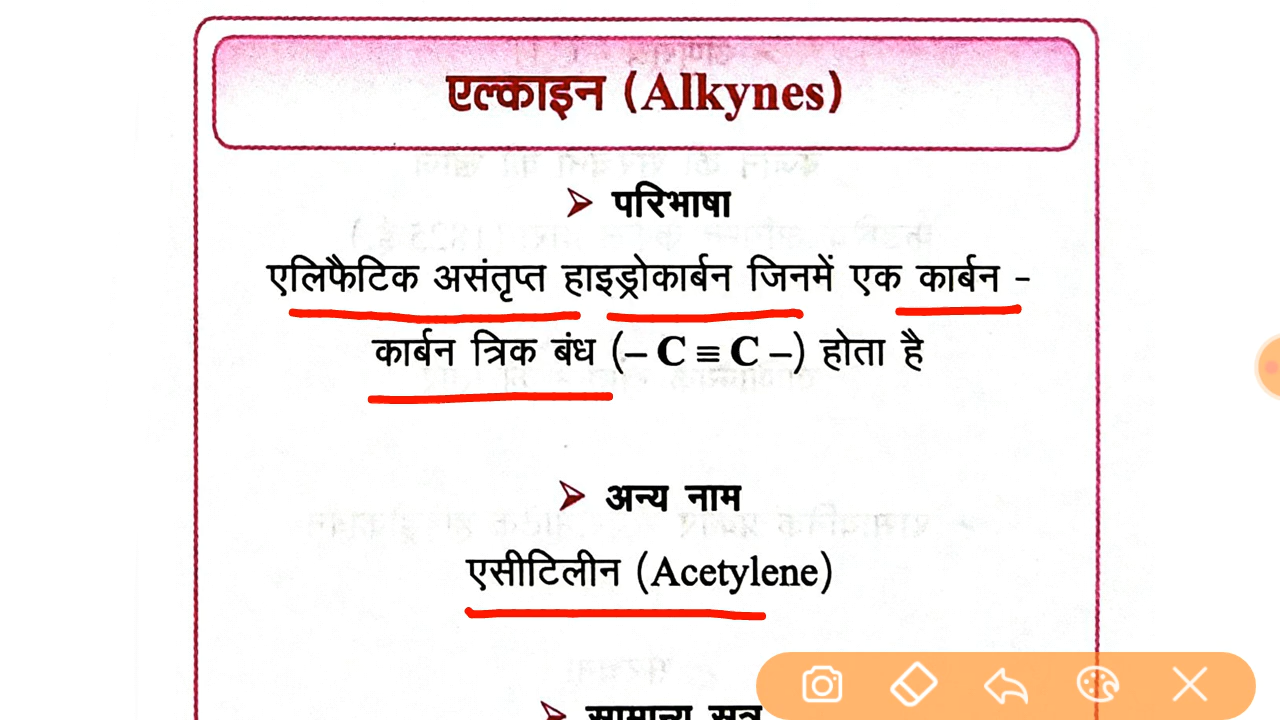 एल्काइन (Alkynes)
➢ परिभाषा
एलिफैटिक असंतृप्त हाइड्रोकार्बन जिनमें एक कार्बन -
कार्बन त्रिक बंध (– C ≡ C –) होता है
➢ अन्य नाम
एसीटिलीन (Acetylene)
➢ सामान्य सूत्र